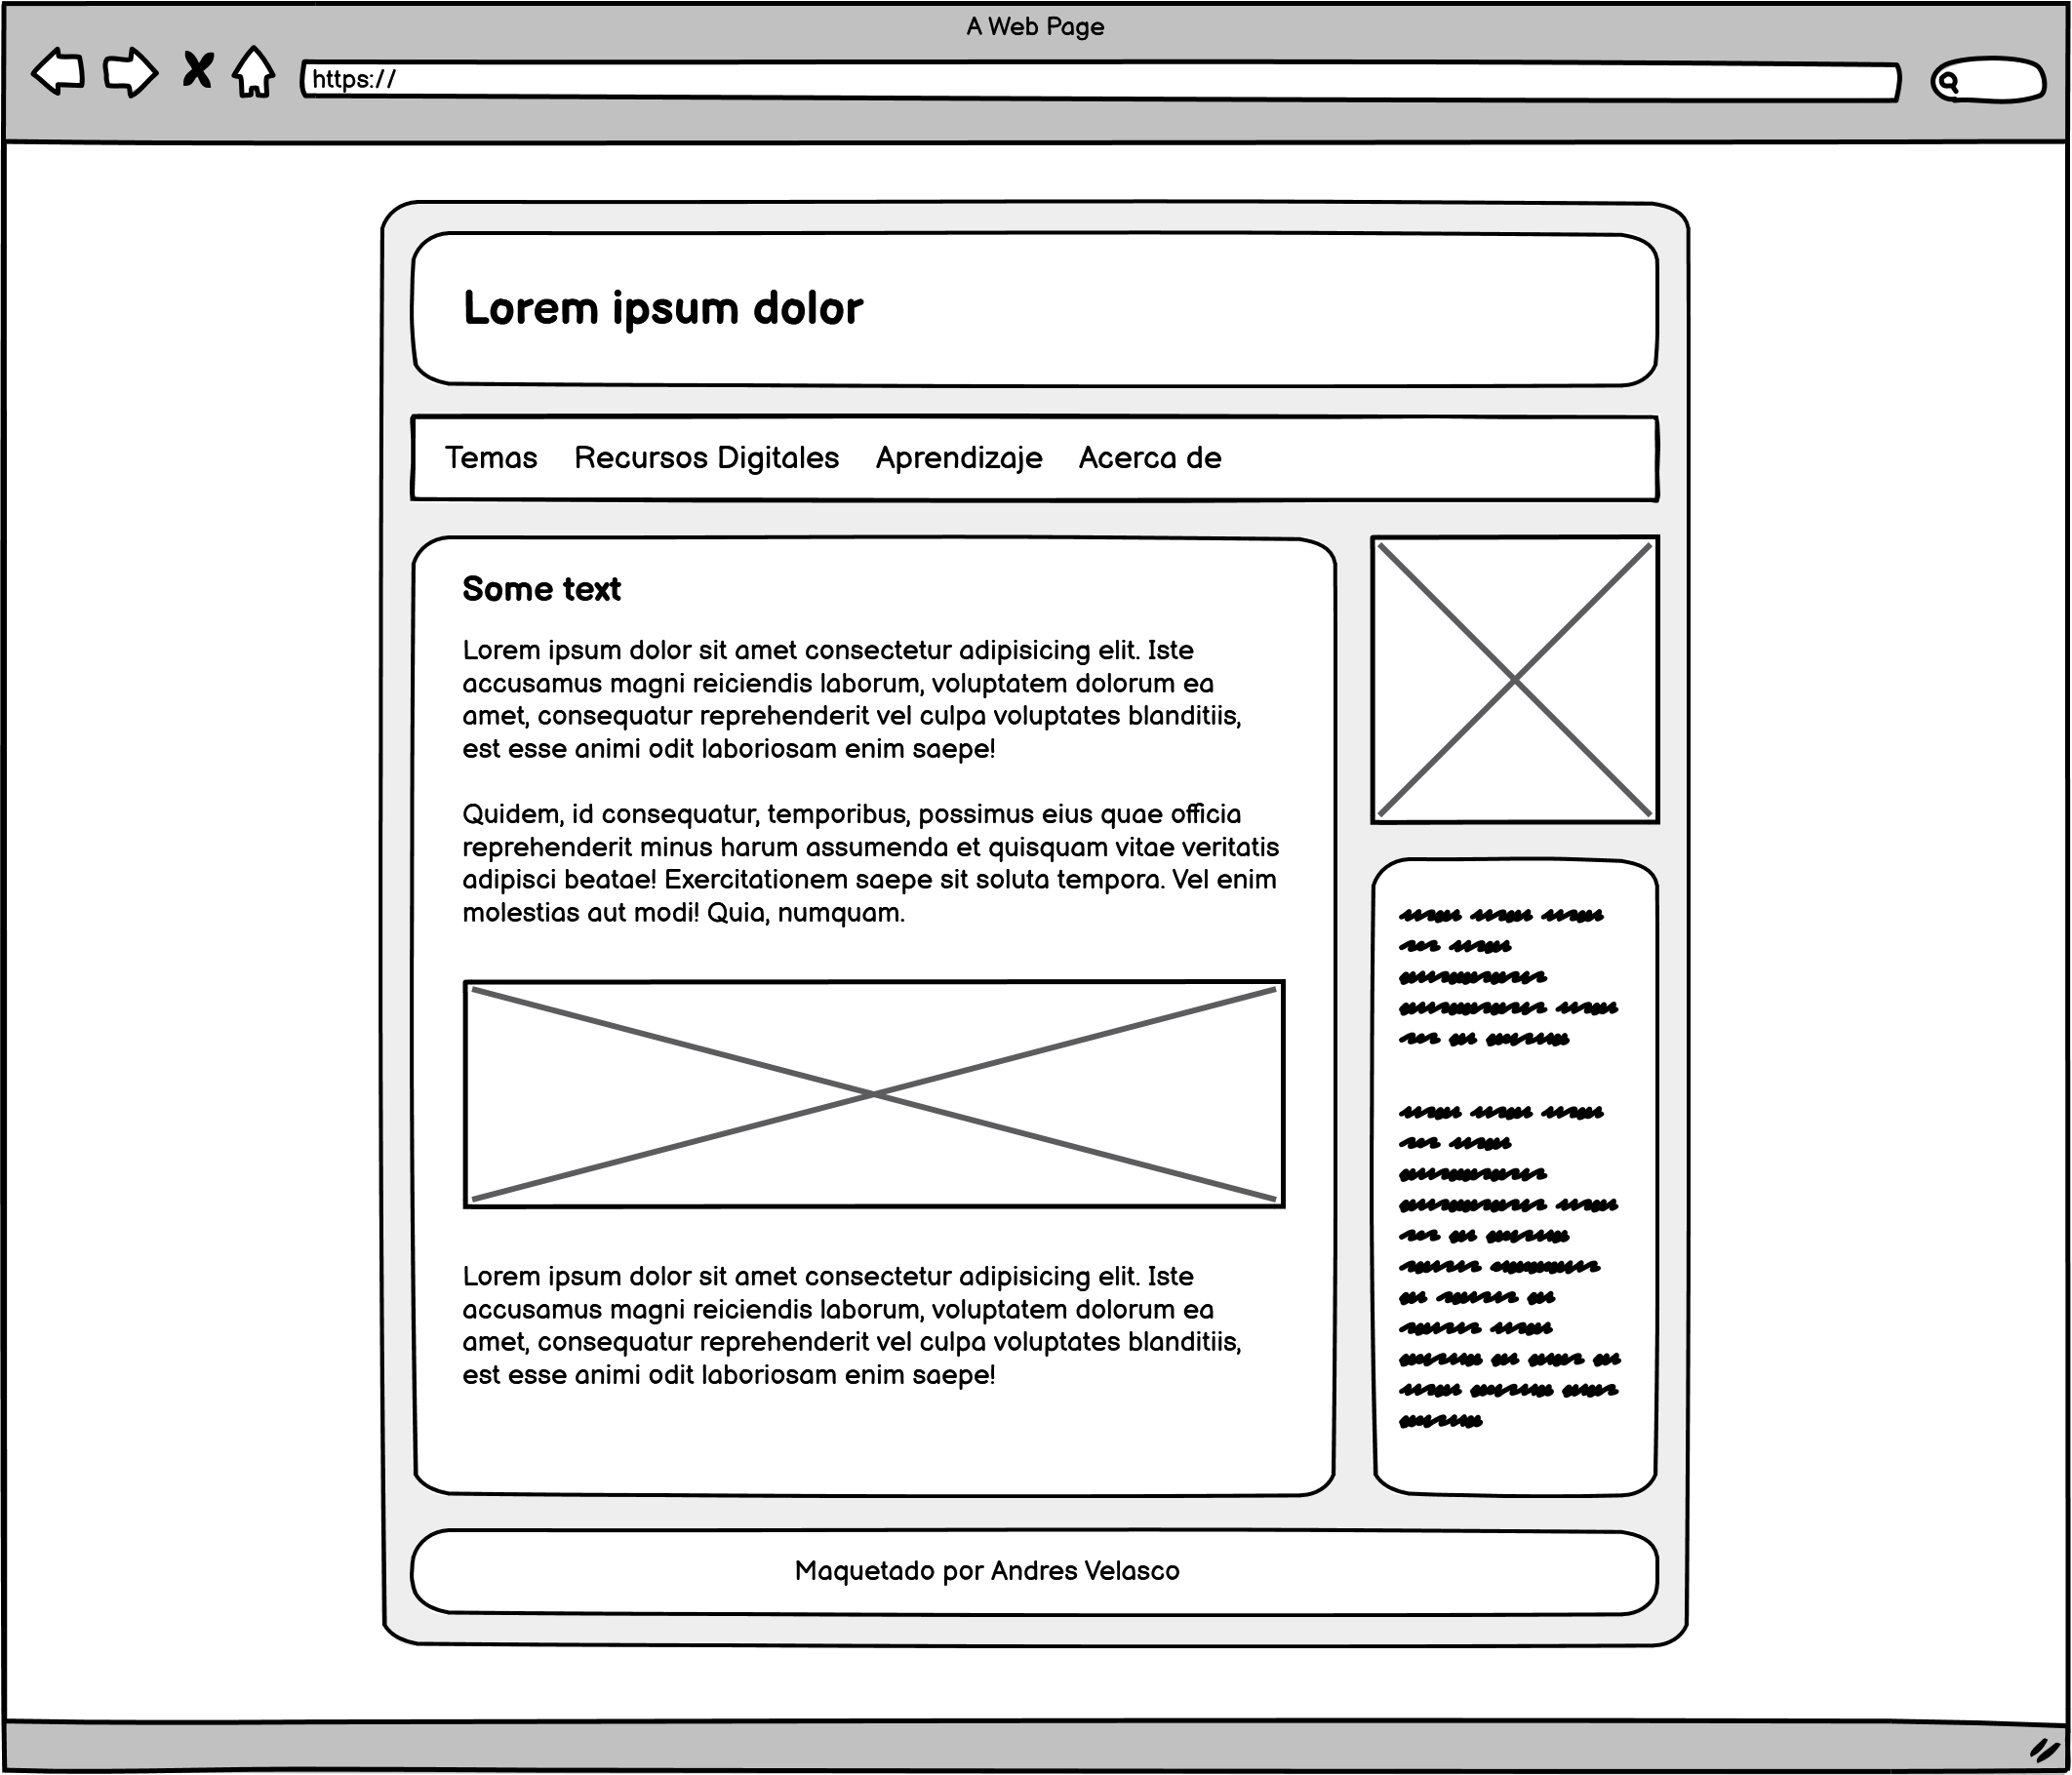 A Web Page
https://
Lorem ipsum dolor
Temas Recursos Digitales Aprendizaje Acerca de
Some text
Lorem ipsum dolor sit amet consectetur adipisicing elit. Iste
accusamus magni reiciendis laborum, voluptatem dolorum ea
amet, consequatur reprehenderit vel culpa voluptates blanditiis,
est esse animi odit laboriosam enim saepe!
Quidem, id consequatur, temporibus, possimus eius quae officia
reprehenderit minus harum assumenda et quisquam vitae veritatis
adipisci beatae! Exercitationem saepe sit soluta tempora. Vel enim
molestias aut modi! Quia, numquam.
Lorem ipsum dolor sit amet consectetur adipisicing elit. Iste
accusamus magni reiciendis laborum, voluptatem dolorum ea
amet, consequatur reprehenderit vel culpa voluptates blanditiis,
est esse animi odit laboriosam enim saepe!
Maquetado por Andres Velasco